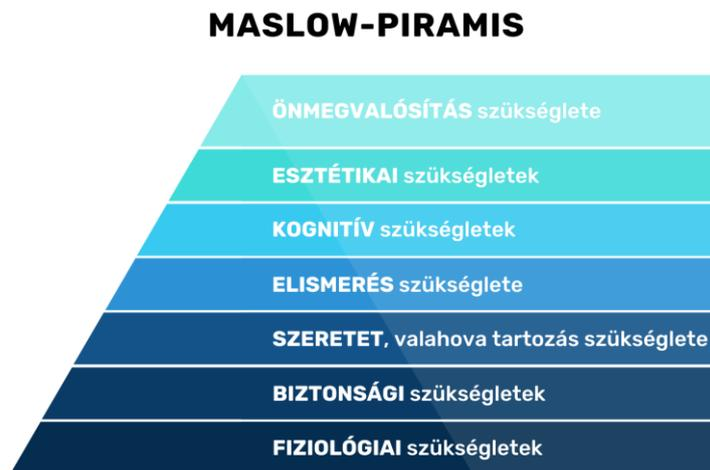 MASLOW-PIRAMIS
ÖNMEGVALÓSÍTÁS szükséglete
ESZTÉTIKAI szükségletek
KOGNITÍV szükségletek
ELISMERÉS szükséglete
SZERETET, valahova tartozás szükséglete
BIZTONSÁGI szükségletek
FIZIOLÓGIAI szükségletek